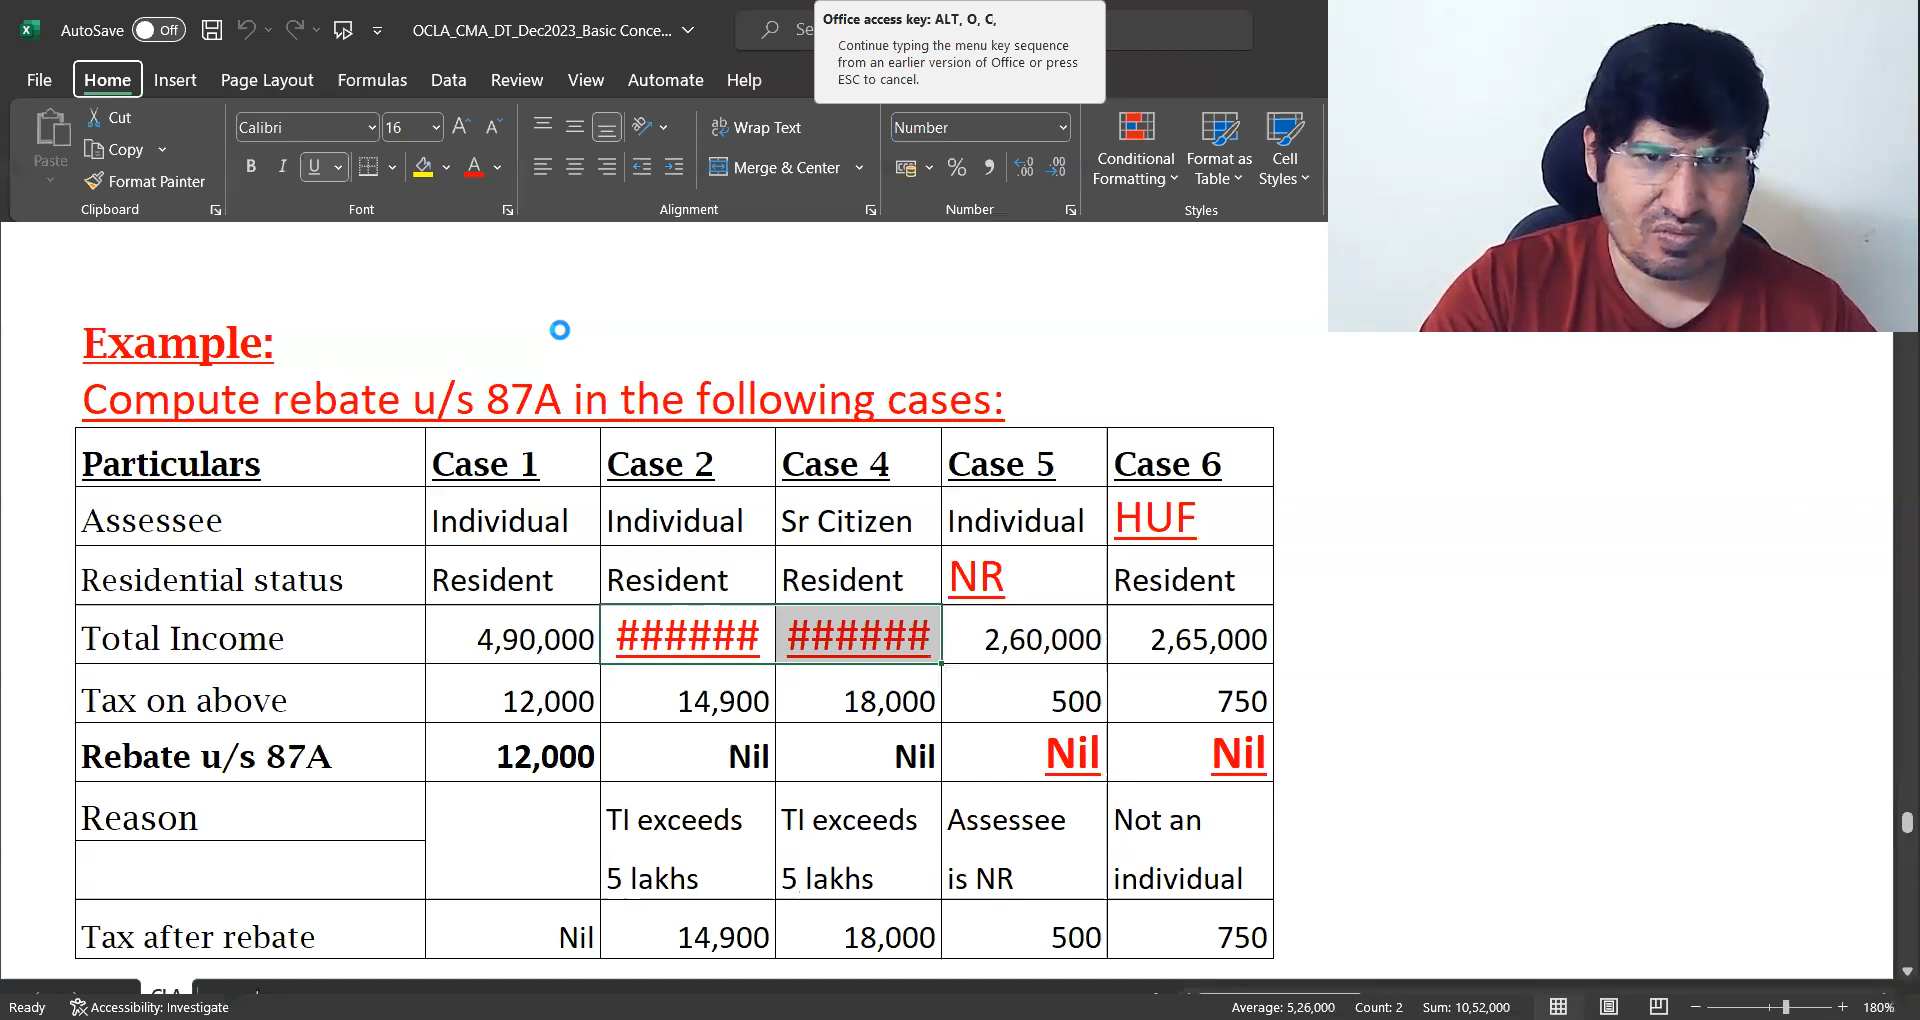 AutoSave Off OCLA_CMA_DT_Dec2023_Basic Conce... Se
Office access key: ALT, O, C,
Continue typing the menu key sequence
from an earlier version of Office or press
ESC to cancel.
File Home Insert Page Layout Formulas Data Review View Automate Help
Paste Cut Copy Format Painter
Clipboard
Calibri 16
B I U
Font
Wrap Text
Merge & Center
Alignment
Number
Number
Conditional Formatting
Format as Table
Cell Styles
Styles
Example:
Compute rebate u/s 87A in the following cases:
Particulars Case 1 Case 2 Case 4 Case 5 Case 6
Assessee Individual Individual Sr Citizen Individual HUF
Residential status Resident Resident Resident NR Resident
Total Income 4,90,000 ###### ###### 2,60,000 2,65,000
Tax on above 12,000 14,900 18,000 500 750
Rebate u/s 87A 12,000 Nil Nil Nil Nil
Reason TI exceeds TI exceeds Assessee Not an
5 lakhs 5 lakhs is NR individual
Tax after rebate Nil 14,900 18,000 500 750
Ready Accessibility: Investigate Average: 5,26,000 Count: 2 Sum: 10,52,000 180%